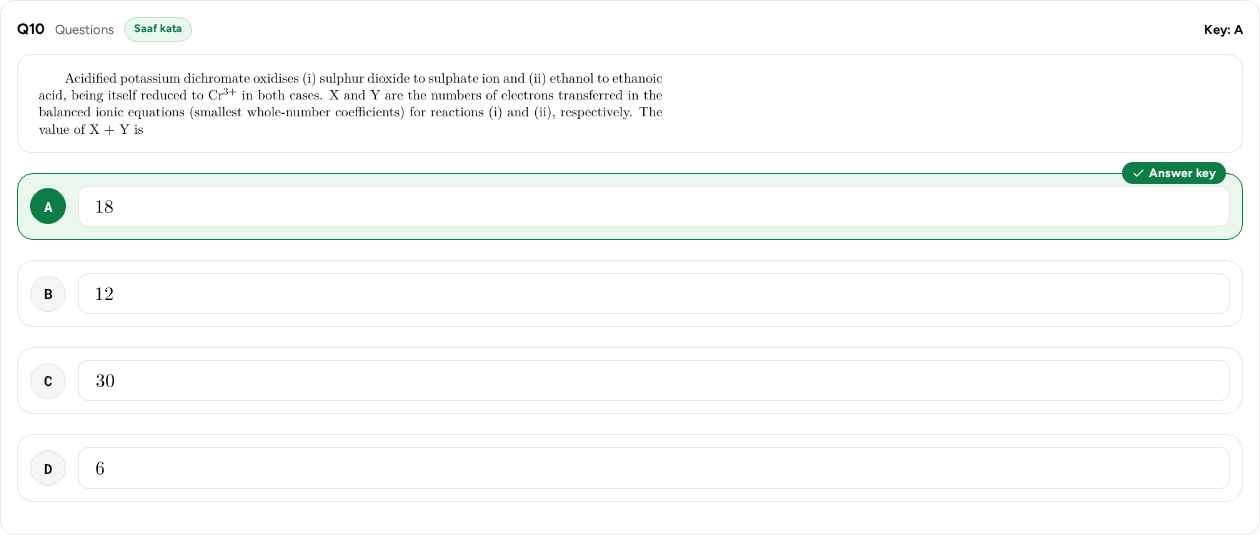 Q10 Questions Saaf kata Key: A
Acidified potassium dichromate oxidises (i) sulphur dioxide to sulphate ion and (ii) ethanol to ethanoic
acid, being itself reduced to Cr³⁺ in both cases. X and Y are the numbers of electrons transferred in the
balanced ionic equations (smallest whole-number coefficients) for reactions (i) and (ii), respectively. The
value of X + Y is
✓ Answer key
A 18
B 12
C 30
D 6